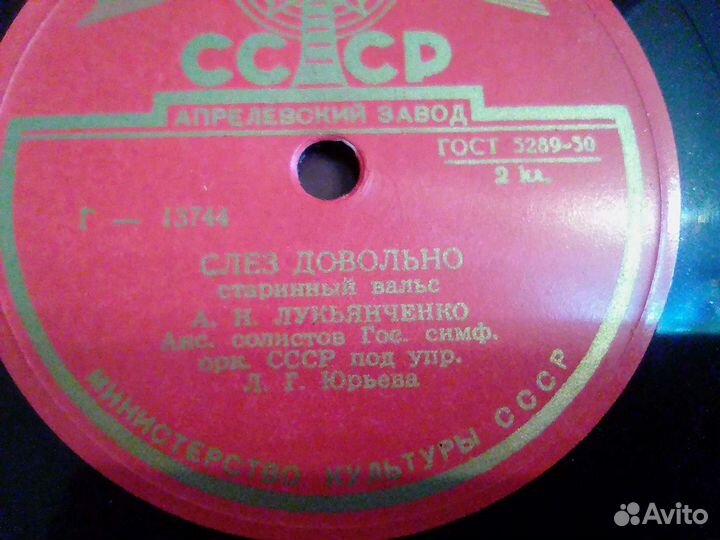 СССР
АПРЕЛЕВСКИЙ ЗАВОД
ГОСТ 5289-50
2 кл.
Г — 13744
СЛЕЗ ДОВОЛЬНО
старинный вальс
А. Н. ЛУКЬЯНЧЕНКО
Анс. солистов Гос. симф.
орк. СССР под упр.
Л. Г. Юрьева
МИНИСТЕРСТВО КУЛЬТУРЫ СССР
Avito